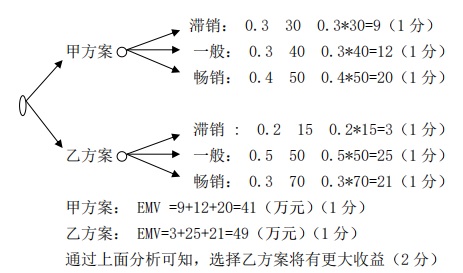 滞销: 0.3 30 0.3*30=9（1 分）
甲方案 一般: 0.3 40 0.3*40=12（1 分）
畅销: 0.4 50 0.4*50=20（1 分）
滞销 : 0.2 15 0.2*15=3（1 分）
乙方案 一般: 0.5 50 0.5*50=25（1 分）
畅销: 0.3 70 0.3*70=21（1 分）
甲方案: EMV =9+12+20=41（万元）（1 分）
乙方案: EMV=3+25+21=49（万元）（1 分）
通过上面分析可知，选择乙方案将有更大收益（2 分）